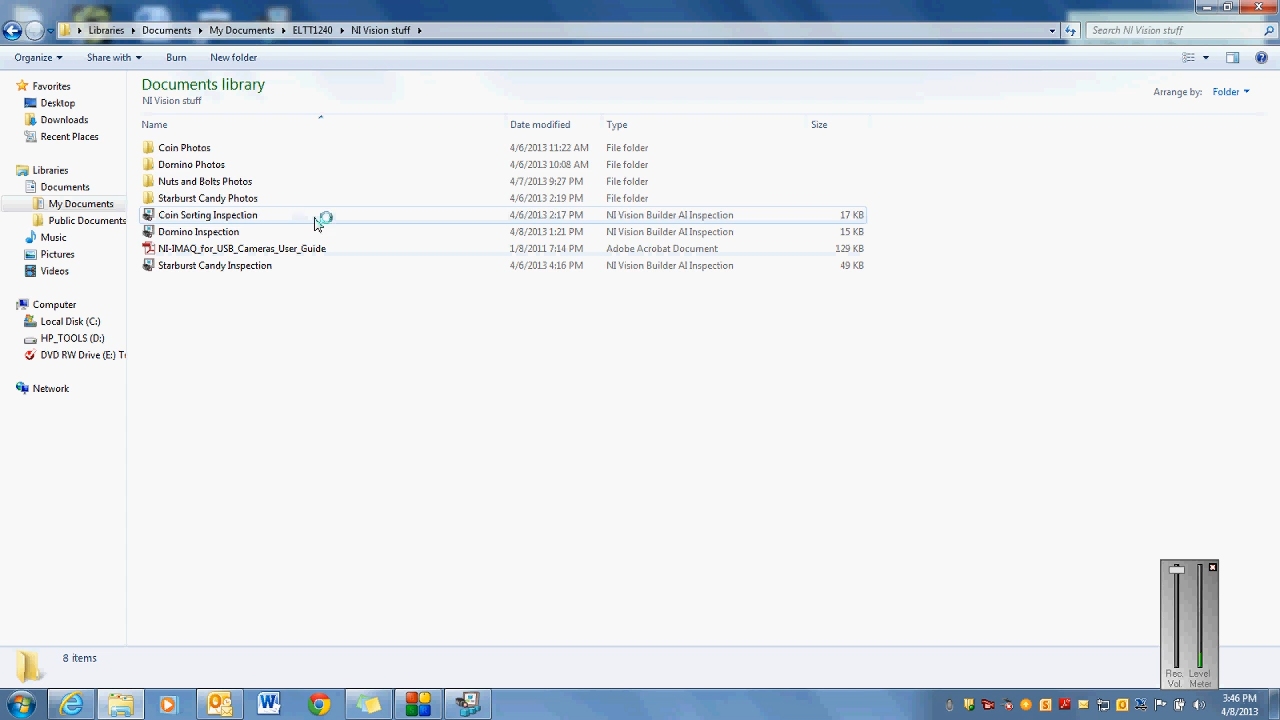 Libraries Documents My Documents ELTT1240 NI Vision stuff Search NI Vision stuff
Organize Share with Burn New folder
Documents library
NI Vision stuff
Arrange by: Folder
Name Date modified Type Size
Coin Photos 4/6/2013 11:22 AM File folder
Domino Photos 4/6/2013 10:08 AM File folder
Nuts and Bolts Photos 4/7/2013 9:27 PM File folder
Starburst Candy Photos 4/6/2013 2:19 PM File folder
Coin Sorting Inspection 4/6/2013 2:17 PM NI Vision Builder AI Inspection 17 KB
Domino Inspection 4/8/2013 1:21 PM NI Vision Builder AI Inspection 15 KB
NI-IMAQ_for_USB_Cameras_User_Guide 1/8/2011 7:14 PM Adobe Acrobat Document 129 KB
Starburst Candy Inspection 4/6/2013 4:16 PM NI Vision Builder AI Inspection 49 KB
Favorites
Desktop
Downloads
Recent Places
Libraries
Documents
My Documents
Public Documents
Music
Pictures
Videos
Computer
Local Disk (C:)
HP_TOOLS (D:)
DVD RW Drive (E:) T
Network
8 items
Rec. Level
Vol. Meter
3:46 PM
4/8/2013